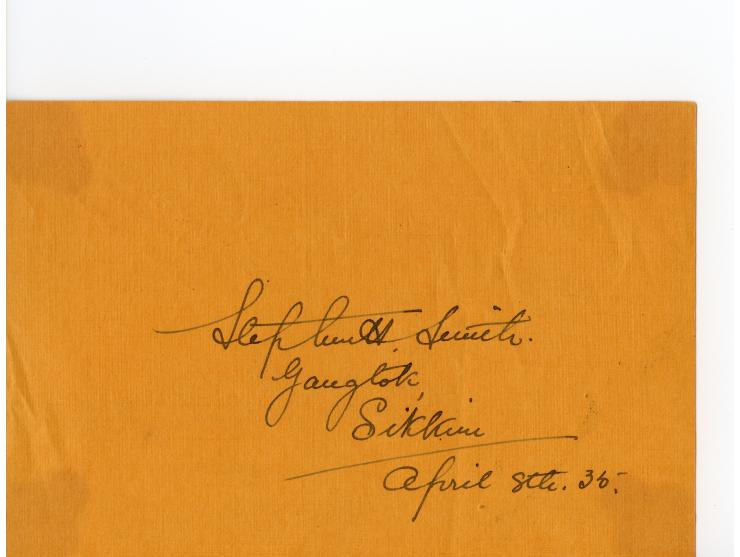 Stephen H. Smith.
Gangtok,
Sikkim
April 8th. 35.